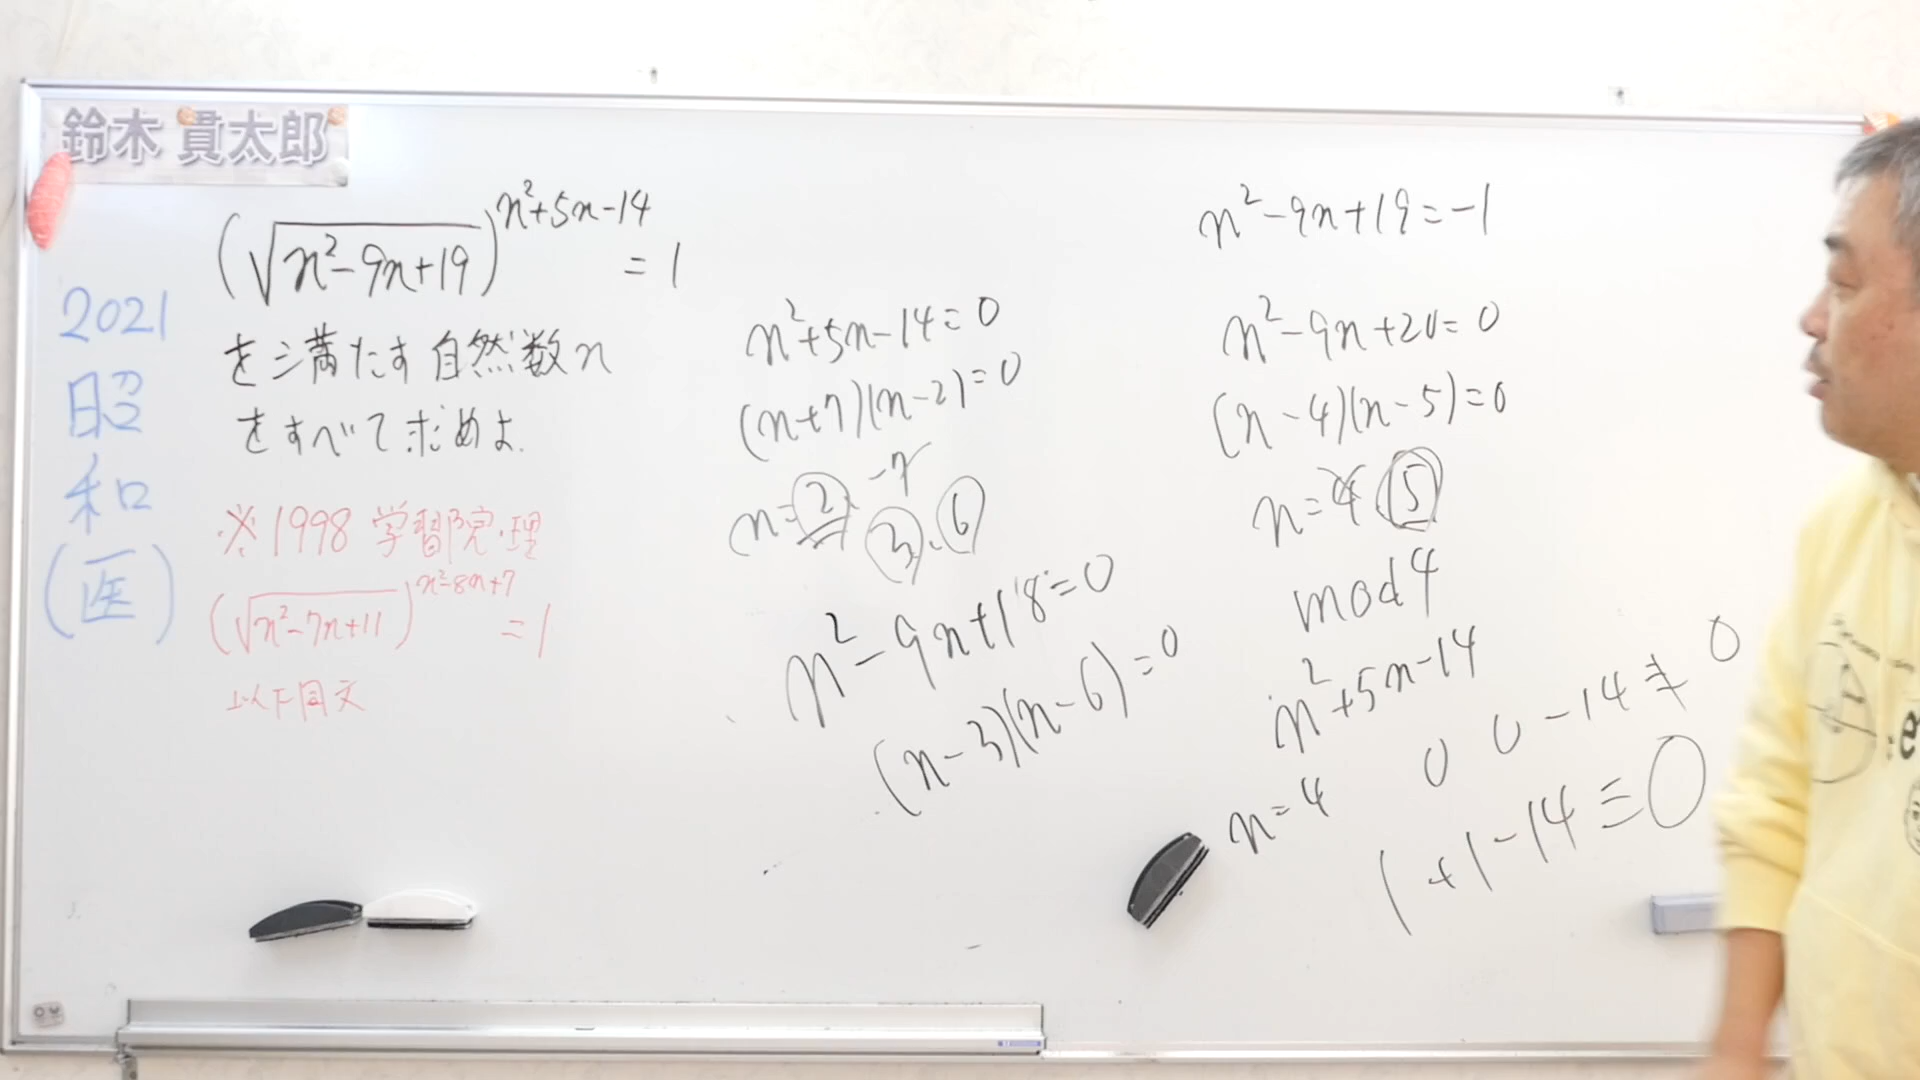 鈴木 貫太郎
2021
昭
和
(医)
(√n²-9n+19)^{n²+5n-14} = 1
を満たす自然数n
をすべて求めよ.
※1998 学習院・理
(√n²-7n+11)^{n²-8n+7} = 1
以下同文
n²+5n-14=0
(n+7)(n-2)=0
n=2, -7
3, 6
n²-9n+18=0
(n-3)(n-6)=0
n²-9n+19=-1
n²-9n+20=0
(n-4)(n-5)=0
n=4 5
mod4
n²+5n-14
n=4 0 0-14≢0
1+1-14≡0